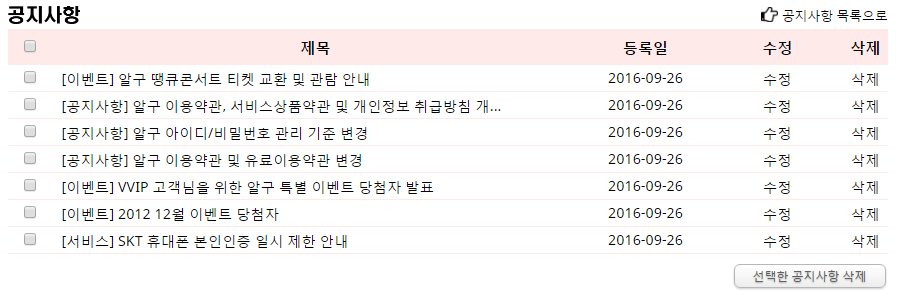 공지사항
공지사항 목록으로
제목 등록일 수정 삭제
[이벤트] 알구 땡큐콘서트 티켓 교환 및 관람 안내 2016-09-26 수정 삭제
[공지사항] 알구 이용약관, 서비스상품약관 및 개인정보 취급방침 개... 2016-09-26 수정 삭제
[공지사항] 알구 아이디/비밀번호 관리 기준 변경 2016-09-26 수정 삭제
[공지사항] 알구 이용약관 및 유료이용약관 변경 2016-09-26 수정 삭제
[이벤트] VVIP 고객님을 위한 알구 특별 이벤트 당첨자 발표 2016-09-26 수정 삭제
[이벤트] 2012 12월 이벤트 당첨자 2016-09-26 수정 삭제
[서비스] SKT 휴대폰 본인인증 일시 제한 안내 2016-09-26 수정 삭제
선택한 공지사항 삭제